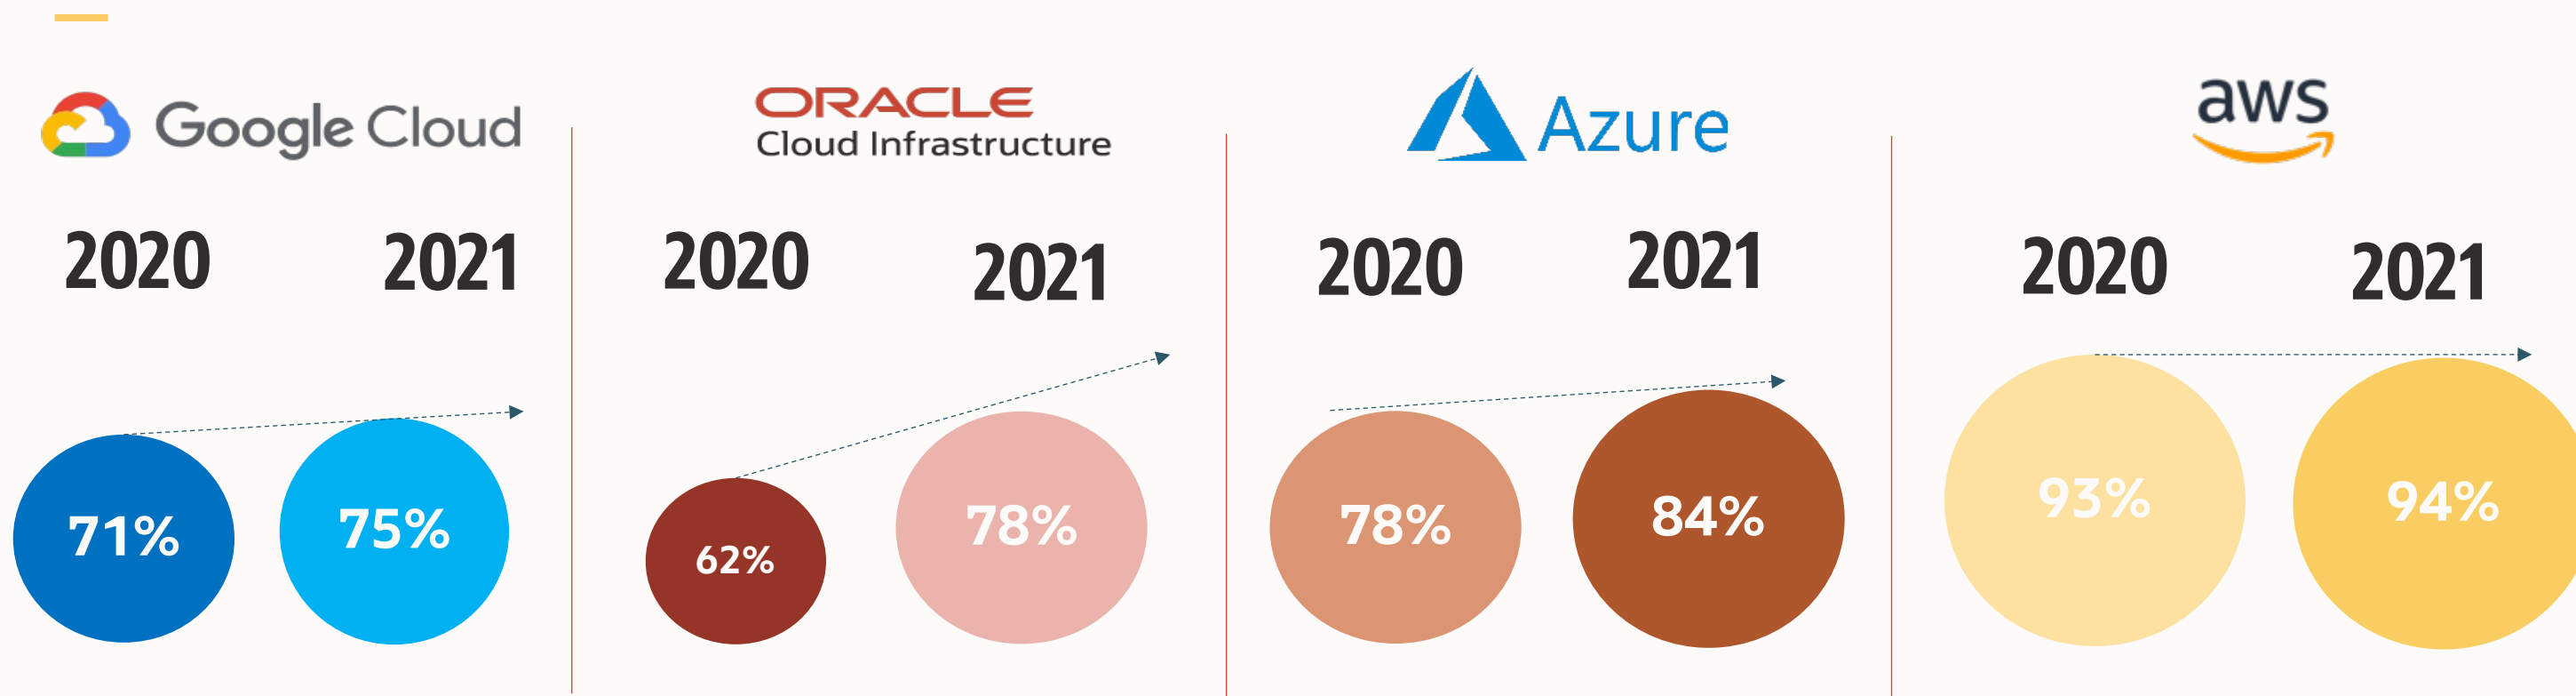 Google Cloud
2020 2021
71% 75%
ORACLE
Cloud Infrastructure
2020 2021
62% 78%
Azure
2020 2021
78% 84%
aws
2020 2021
93% 94%